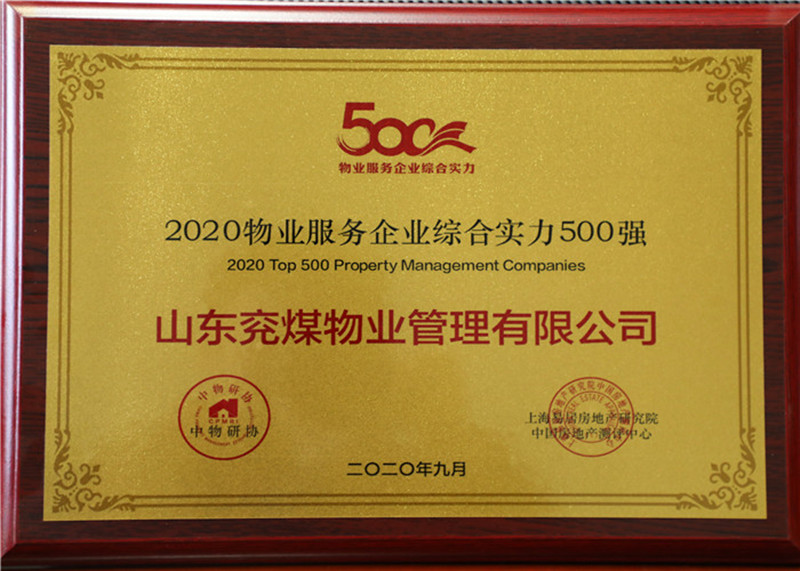 500
物业服务企业综合实力
2020物业服务企业综合实力500强
2020 Top 500 Property Management Companies
山东兖煤物业管理有限公司
中物研协
CPMRI
中物研协
上海易居房地产研究院
中国房地产测评中心
二〇二〇年九月